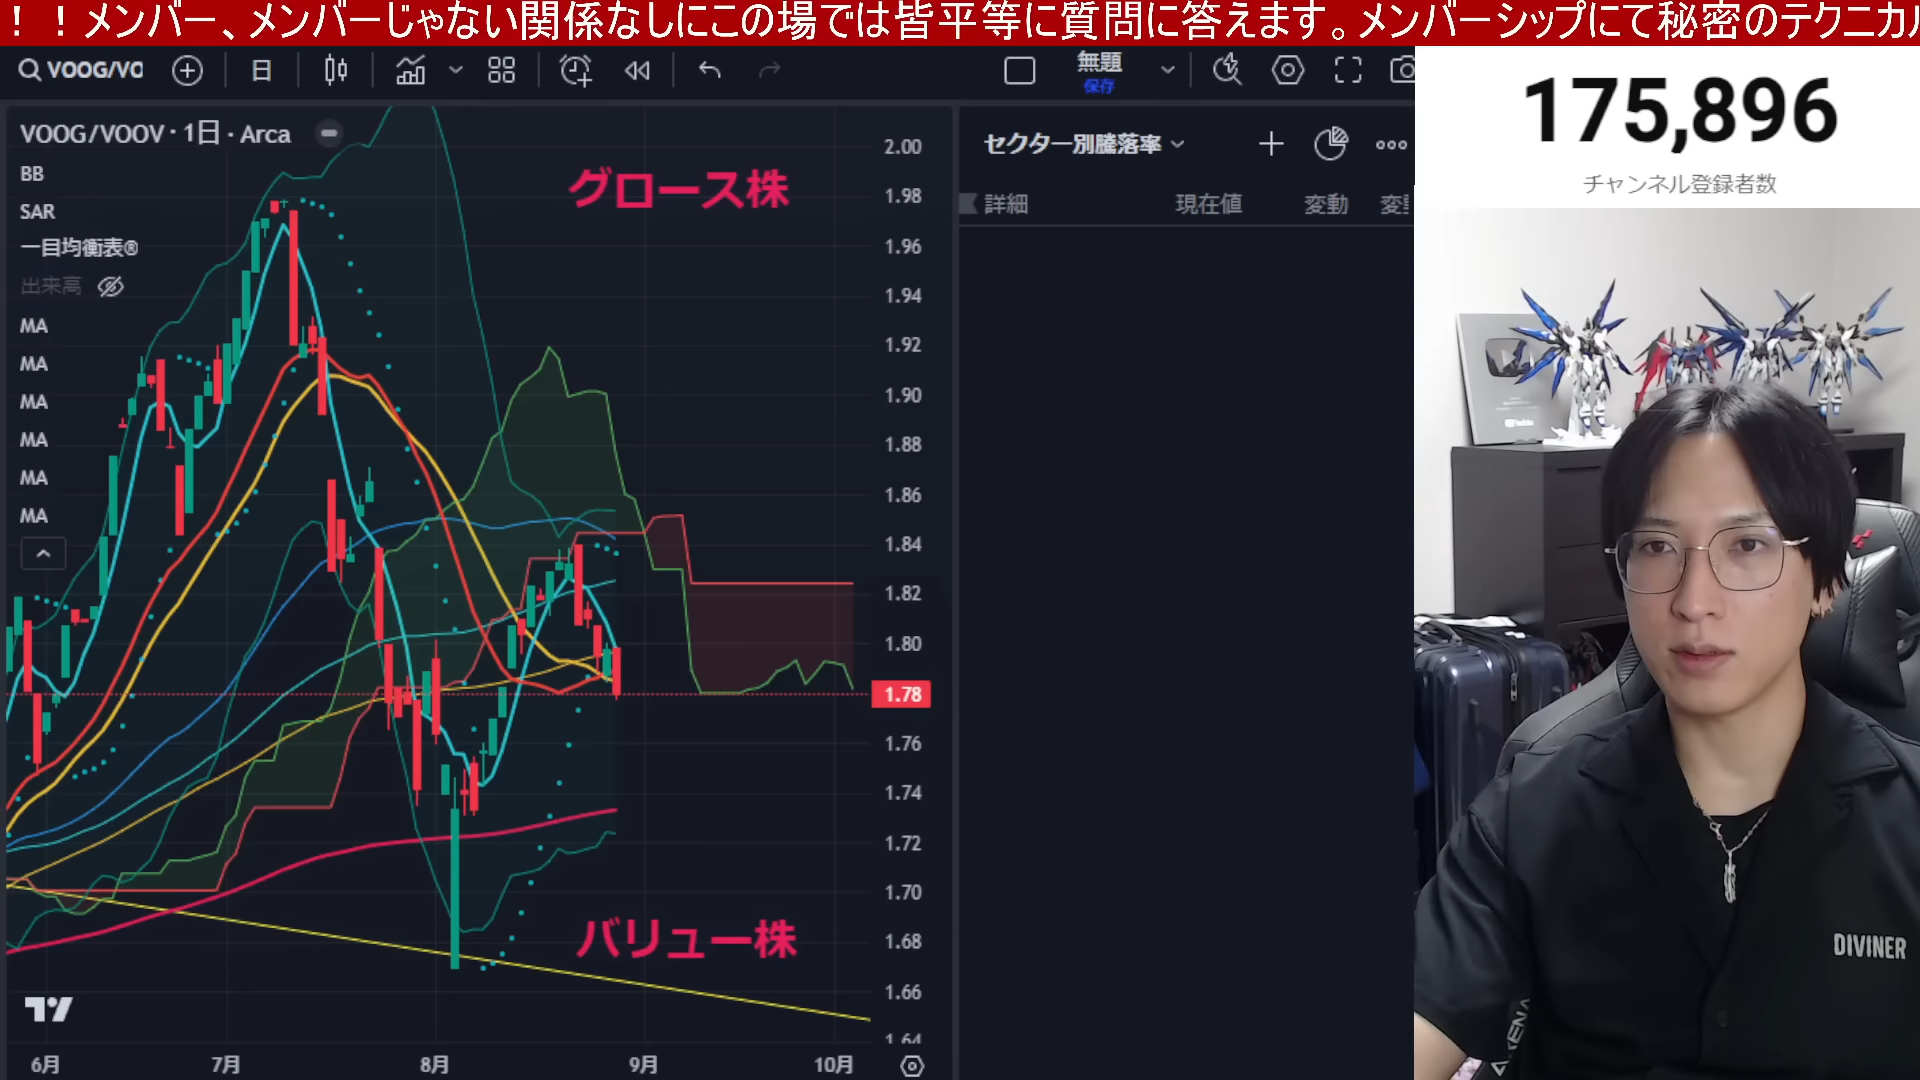 ！！メンバー、メンバーじゃない関係なしにこの場では皆平等に質問に答えます。メンバーシップにて秘密のテクニカル
VOOG/VO
日
無題
保存
VOOG/VOOV · 1日 · Arca
BB
SAR
一目均衡表®
出来高
MA
MA
MA
MA
MA
MA
グロース株
バリュー株
2.00
1.98
1.96
1.94
1.92
1.90
1.88
1.86
1.84
1.82
1.80
1.78
1.76
1.74
1.72
1.70
1.68
1.66
1.64
6月
7月
8月
9月
10月
セクター別騰落率
詳細
現在値
変動
変動
175,896
チャンネル登録者数
YouTube
DIVINER